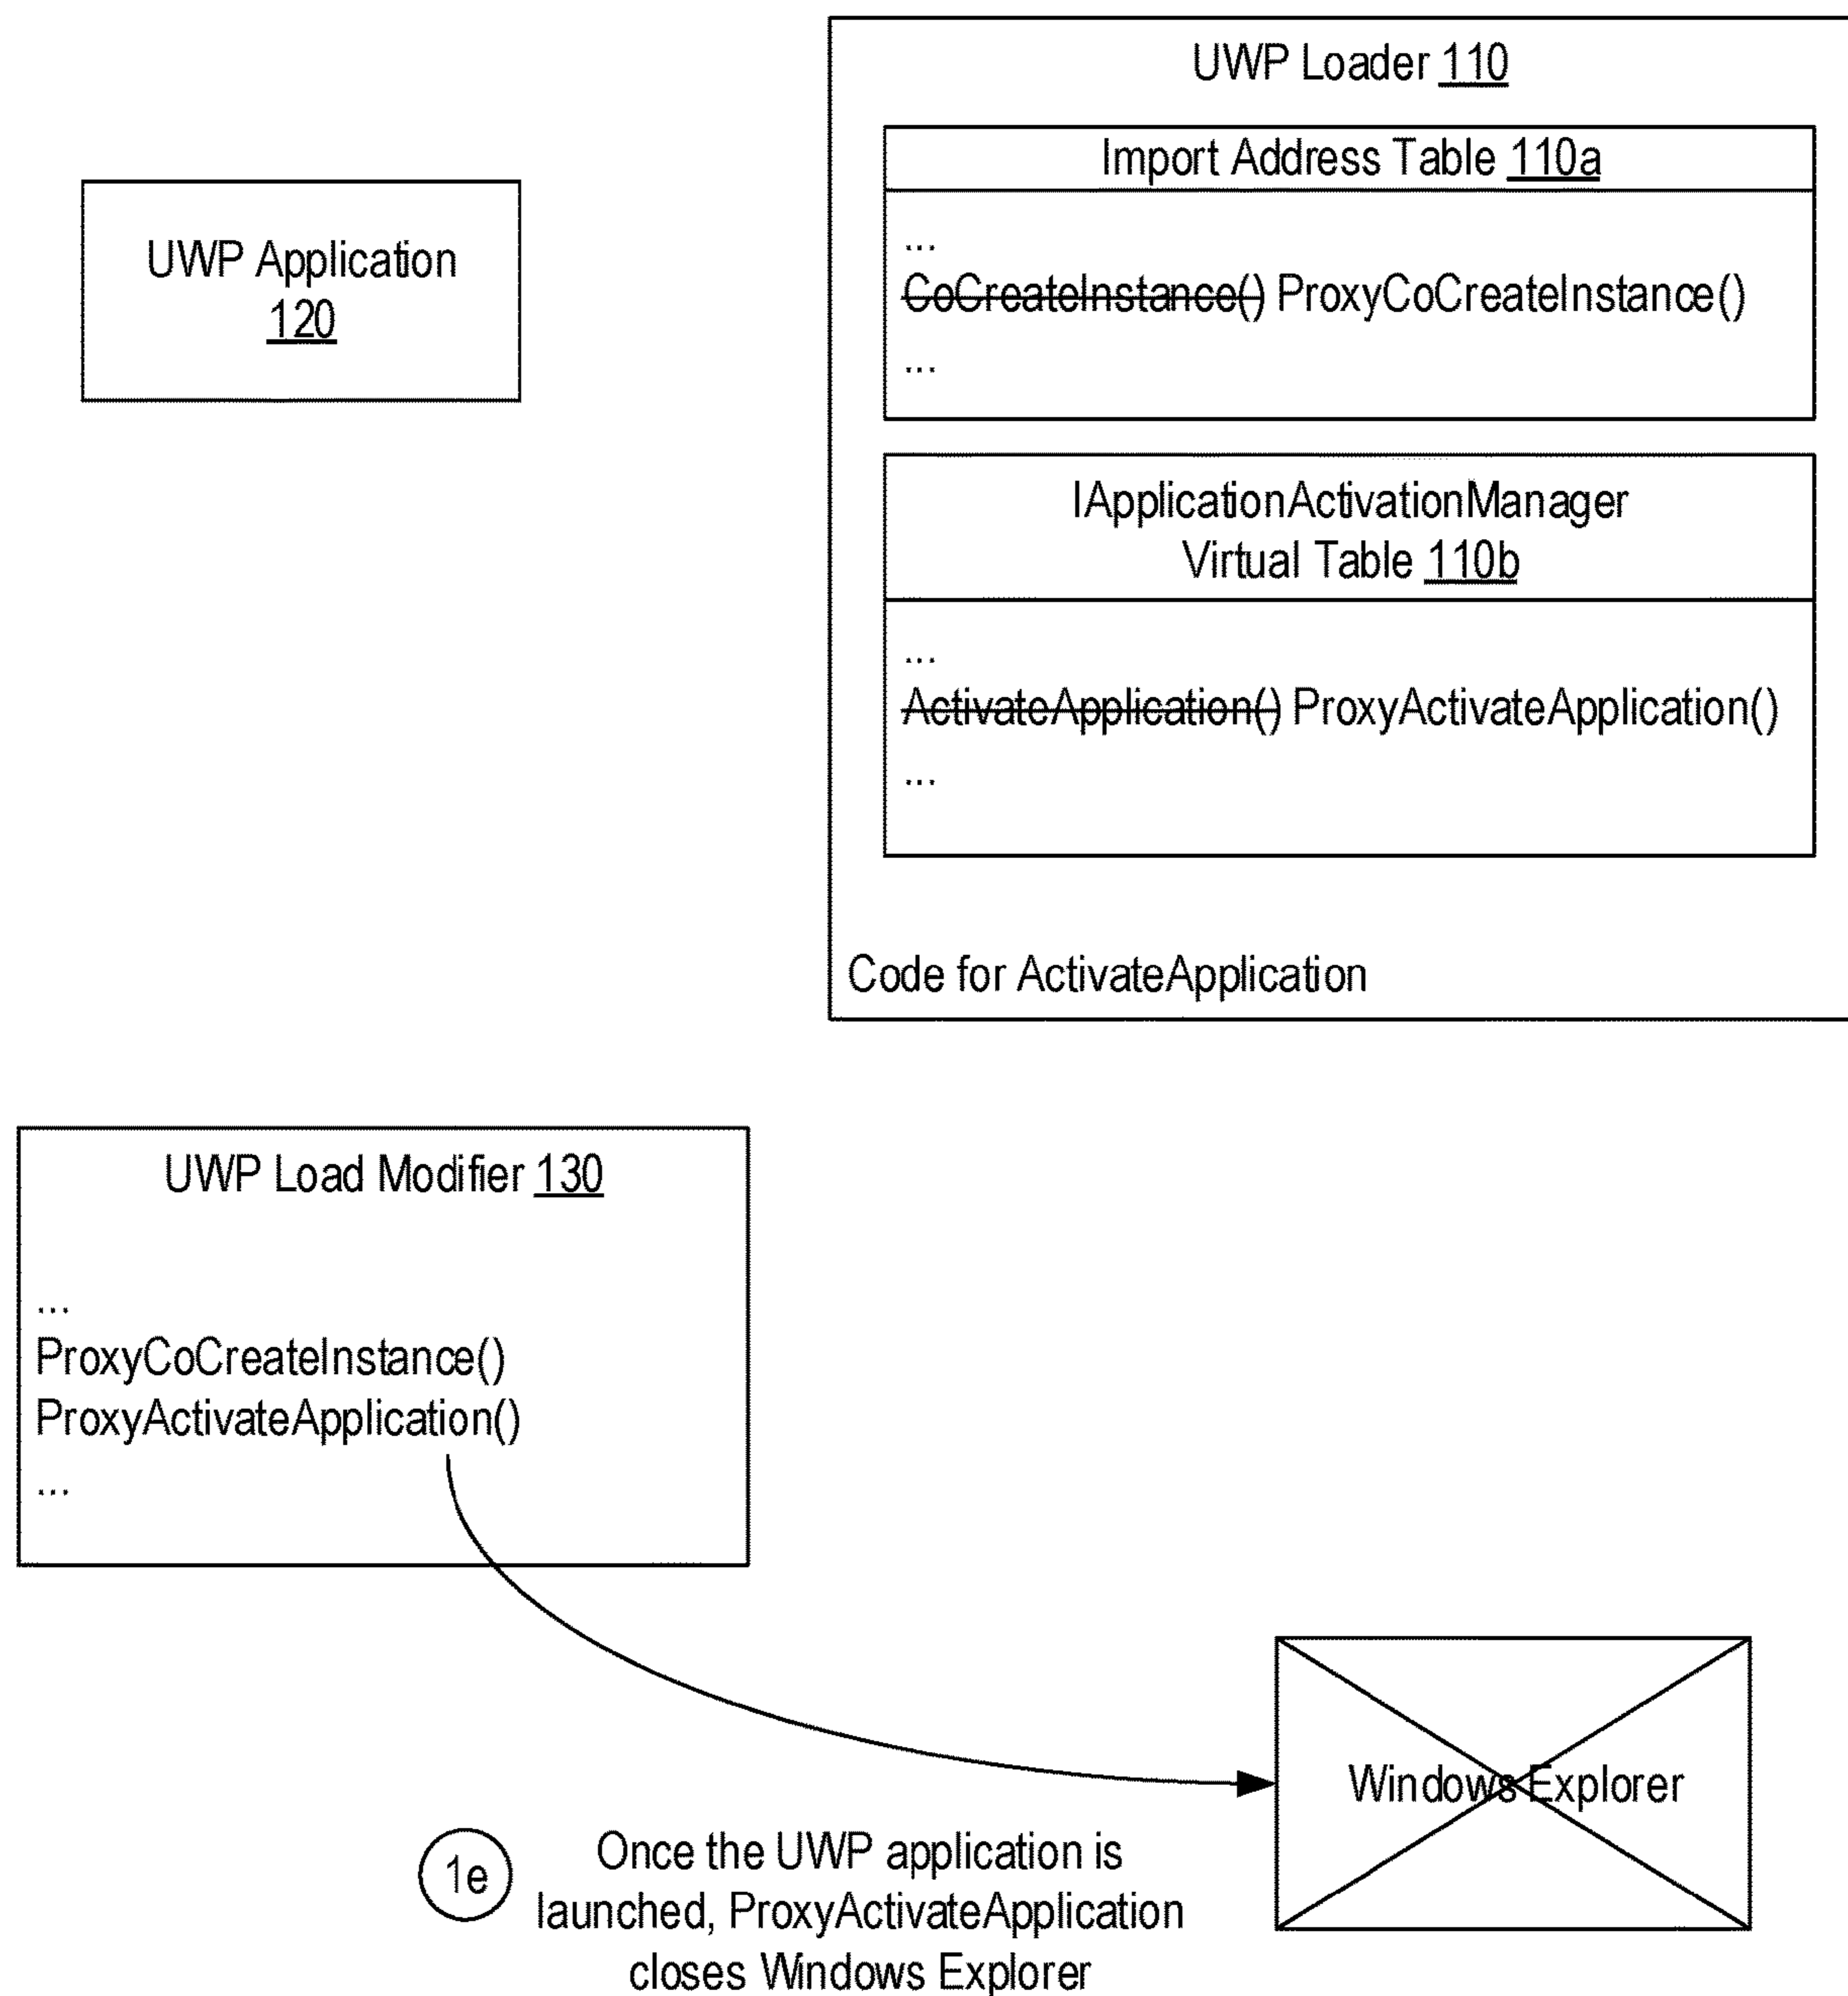 UWP Loader 110
Import Address Table 110a
...
CoCreateInstance() ProxyCoCreateInstance()
...
UWP Application
120
IApplicationActivationManager
Virtual Table 110b
...
ActivateApplication() ProxyActivateApplication()
...
Code for ActivateApplication
UWP Load Modifier 130
...
ProxyCoCreateInstance()
ProxyActivateApplication()
...
Windows Explorer
1e
Once the UWP application is
launched, ProxyActivateApplication
closes Windows Explorer